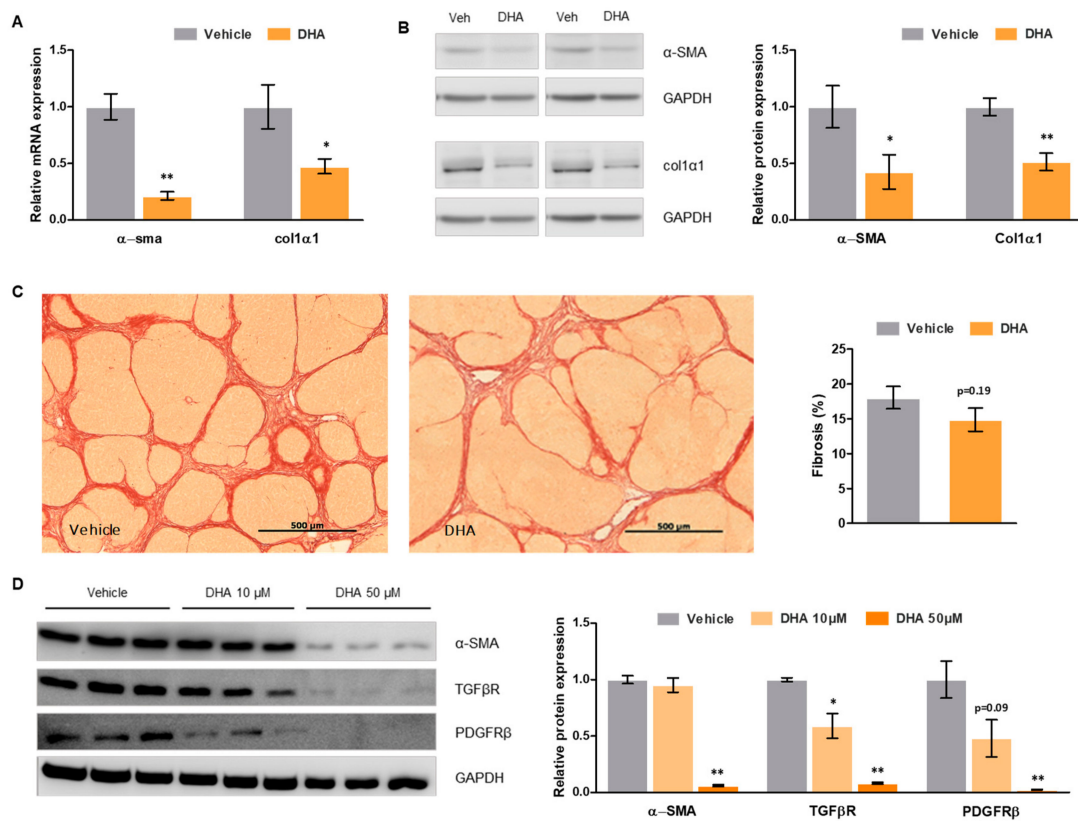 A
Vehicle
DHA
Relative mRNA expression
1.5
1.0
0.5
0.0
**
*
α–sma
col1α1
B
Veh
DHA
Veh
DHA
α-SMA
GAPDH
col1α1
GAPDH
Vehicle
DHA
Relative protein expression
1.5
1.0
0.5
0.0
*
**
α–SMA
Col1α1
C
Vehicle
500 µm
DHA
500 µm
Vehicle
DHA
Fibrosis (%)
25
20
15
10
5
0
p=0.19
D
Vehicle
DHA 10 µM
DHA 50 µM
α-SMA
TGFβR
PDGFRβ
GAPDH
Vehicle
DHA 10µM
DHA 50µM
Relative protein expression
1.5
1.0
0.5
0.0
**
*
**
p=0.09
**
α–SMA
TGFβR
PDGFRβ